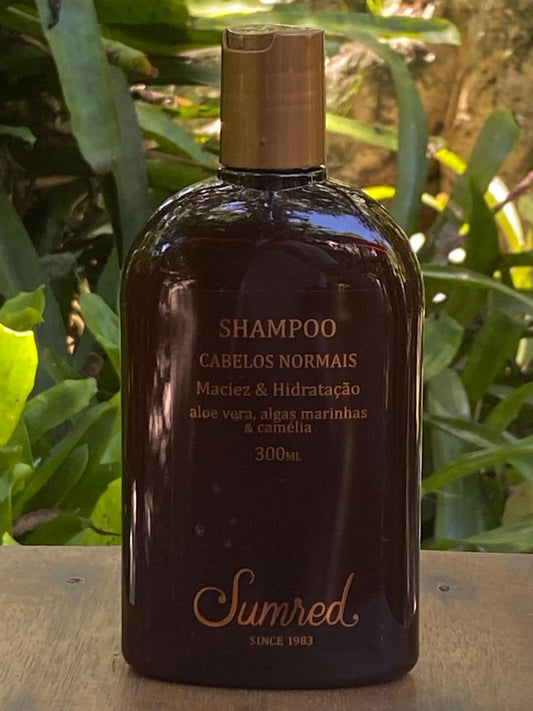 SHAMPOO
CABELOS NORMAIS
Maciez & Hidratação
aloe vera, algas marinhas
& camélia
300ML
Sumred
SINCE 1983